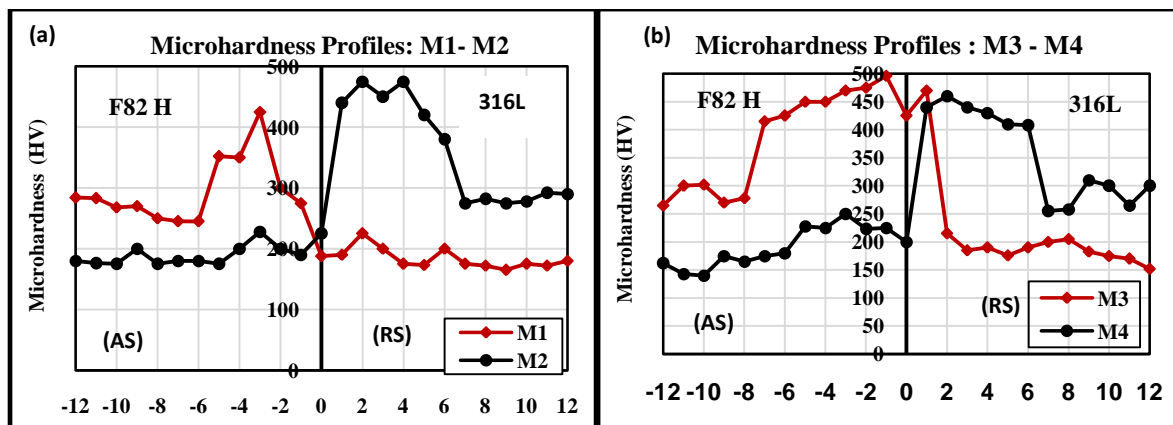 (a)
Microhardness Profiles: M1- M2
Microhardness (HV)
500
400
300
200
100
0
F82 H
316L
(AS)
(RS)
M1
M2
-12 -10 -8 -6 -4 -2 0 2 4 6 8 10 12
(b)
Microhardness Profiles : M3 - M4
Microhardness (HV)
500
450
400
350
300
250
200
150
100
50
0
F82 H
316L
(AS)
(RS)
M3
M4
-12 -10 -8 -6 -4 -2 0 2 4 6 8 10 12